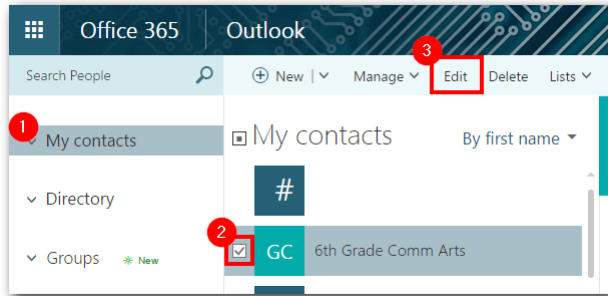 Office 365 Outlook
3
Search People New Manage Edit Delete Lists
1
My contacts My contacts By first name
#
Directory
2
GC 6th Grade Comm Arts
Groups New